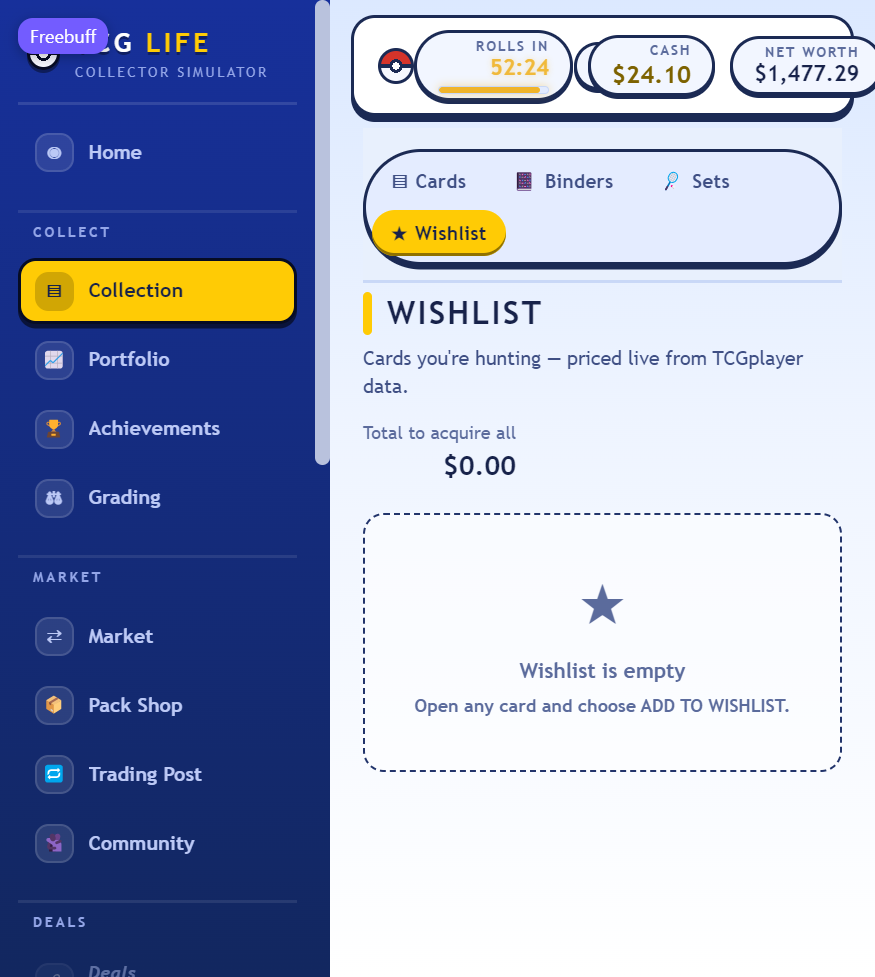 Freebuff
CG LIFE
COLLECTOR SIMULATOR
Home
COLLECT
Collection
Portfolio
Achievements
Grading
MARKET
Market
Pack Shop
Trading Post
Community
DEALS
Deals
ROLLS IN
52:24
CASH
$24.10
NET WORTH
$1,477.29
Cards
Binders
Sets
Wishlist
WISHLIST
Cards you're hunting — priced live from TCGplayer
data.
Total to acquire all
$0.00
Wishlist is empty
Open any card and choose ADD TO WISHLIST.